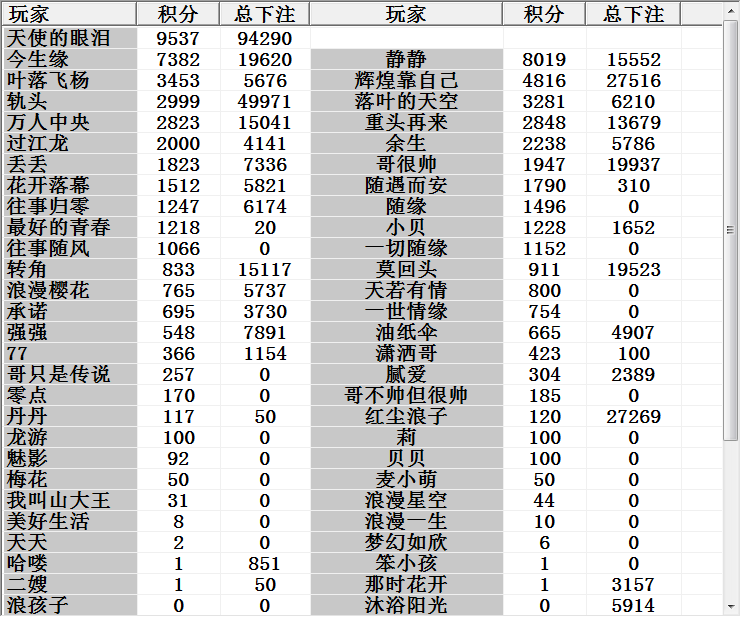 玩家 积分 总下注 玩家 积分 总下注
天使的眼泪 9537 94290
今生缘 7382 19620 静静 8019 15552
叶落飞杨 3453 5676 辉煌靠自己 4816 27516
轨头 2999 49971 落叶的天空 3281 6210
万人中央 2823 15041 重头再来 2848 13679
过江龙 2000 4141 余生 2238 5786
丢丢 1823 7336 哥很帅 1947 19937
花开落幕 1512 5821 随遇而安 1790 310
往事归零 1247 6174 随缘 1496 0
最好的青春 1218 20 小贝 1228 1652
往事随风 1066 0 一切随缘 1152 0
转角 833 15117 莫回头 911 19523
浪漫樱花 765 5737 天若有情 800 0
承诺 695 3730 一世情缘 754 0
强强 548 7891 油纸伞 665 4907
77 366 1154 潇洒哥 423 100
哥只是传说 257 0 腻爱 304 2389
零点 170 0 哥不帅但很帅 185 0
丹丹 117 50 红尘浪子 120 27269
龙游 100 0 莉 100 0
魅影 92 0 贝贝 100 0
梅花 50 0 麦小萌 50 0
我叫山大王 31 0 浪漫星空 44 0
美好生活 8 0 浪漫一生 10 0
天天 2 0 梦幻如欣 6 0
哈喽 1 851 笨小孩 1 0
二嫂 1 50 那时花开 1 3157
浪孩子 0 0 沐浴阳光 0 5914